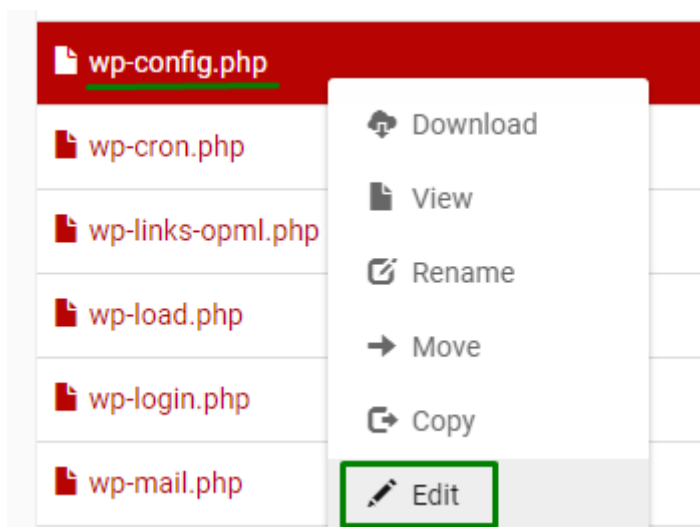 wp-config.php
Download
wp-cron.php
View
wp-links-opml.php
Rename
wp-load.php
Move
wp-login.php
Copy
wp-mail.php
Edit